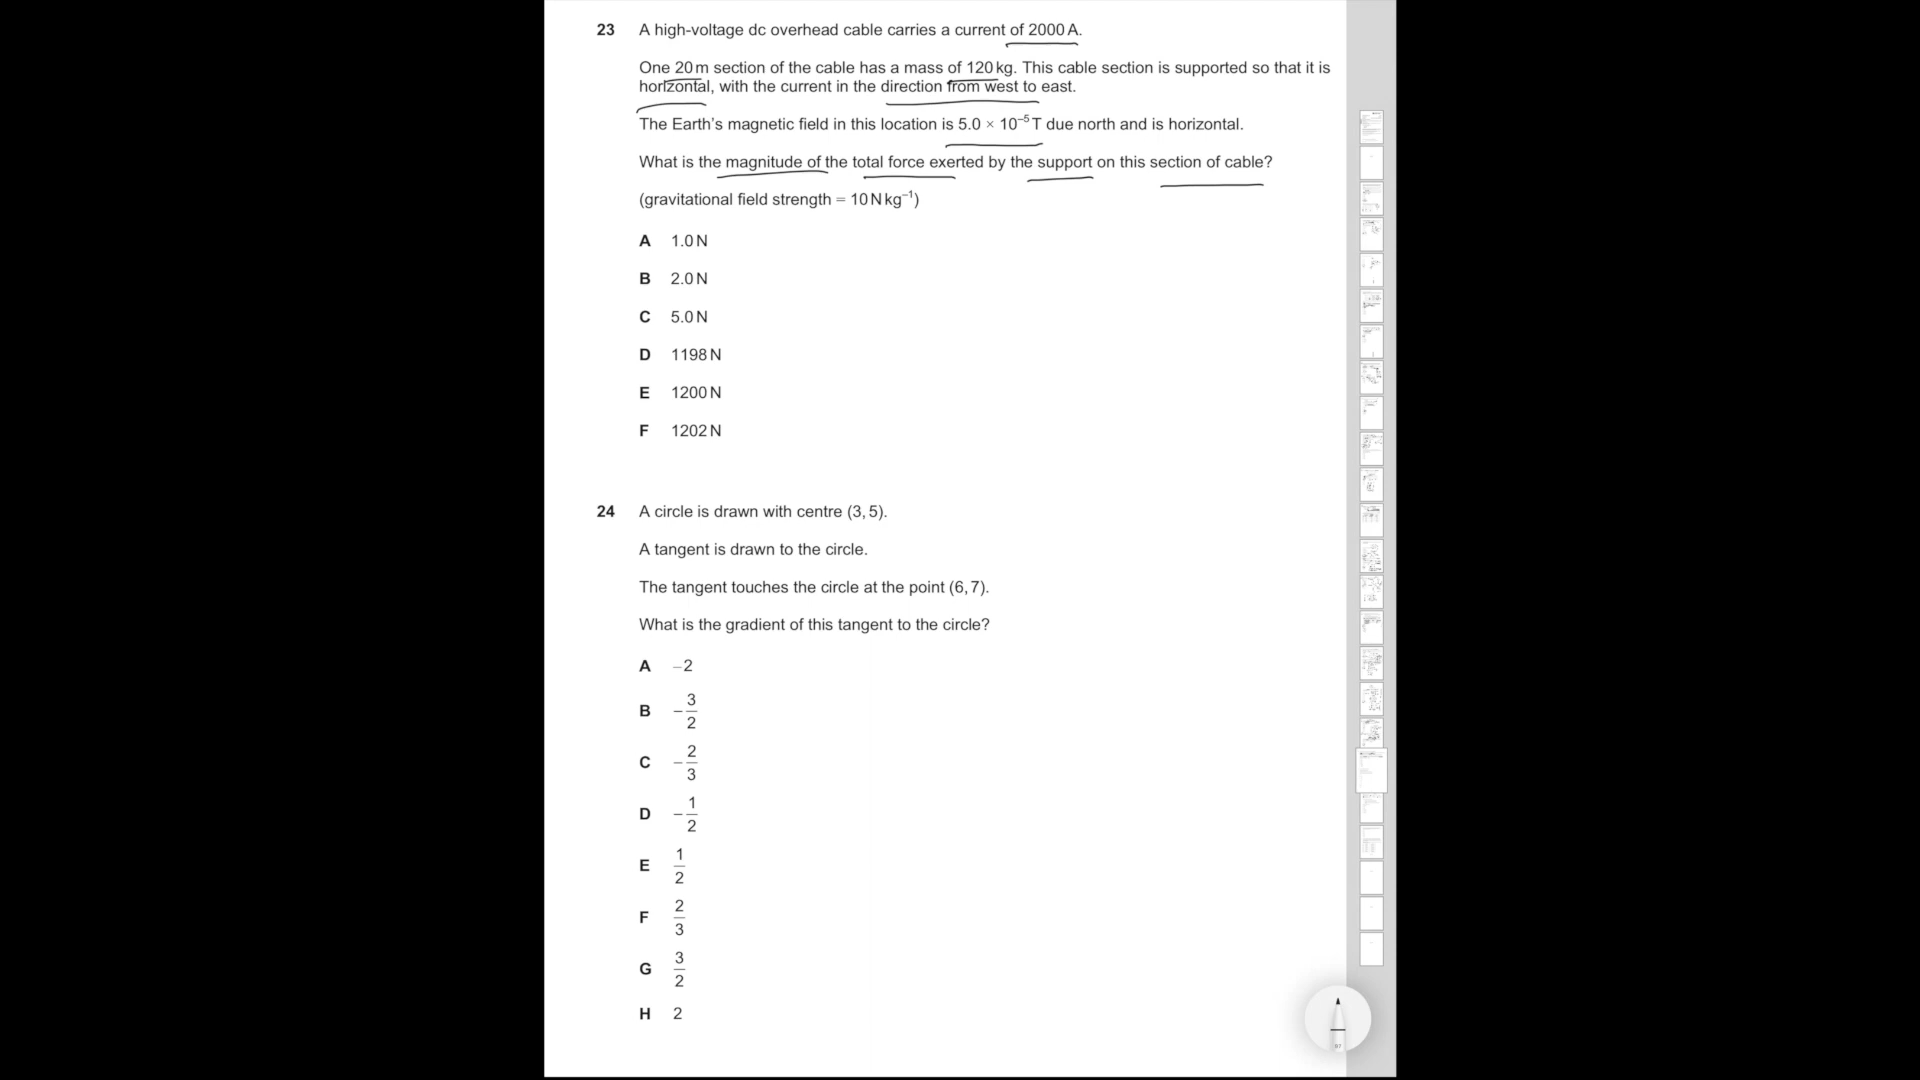 23 A high-voltage dc overhead cable carries a current of 2000 A.
One 20 m section of the cable has a mass of 120 kg. This cable section is supported so that it is
horizontal, with the current in the direction from west to east.
The Earth's magnetic field in this location is 5.0 × 10⁻⁵ T due north and is horizontal.
What is the magnitude of the total force exerted by the support on this section of cable?
(gravitational field strength = 10 N kg⁻¹)
A 1.0 N
B 2.0 N
C 5.0 N
D 1198 N
E 1200 N
F 1202 N
24 A circle is drawn with centre (3, 5).
A tangent is drawn to the circle.
The tangent touches the circle at the point (6, 7).
What is the gradient of this tangent to the circle?
A −2
B −3/2
C −2/3
D −1/2
E 1/2
F 2/3
G 3/2
H 2
97